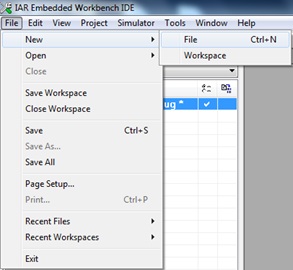 IAR Embedded Workbench IDE
File Edit View Project Simulator Tools Window Help
New File Ctrl+N
Open Workspace
Close
Save Workspace
Close Workspace
Save Ctrl+S
Save As...
Save All
Page Setup...
Print... Ctrl+P
Recent Files
Recent Workspaces
Exit
ug *